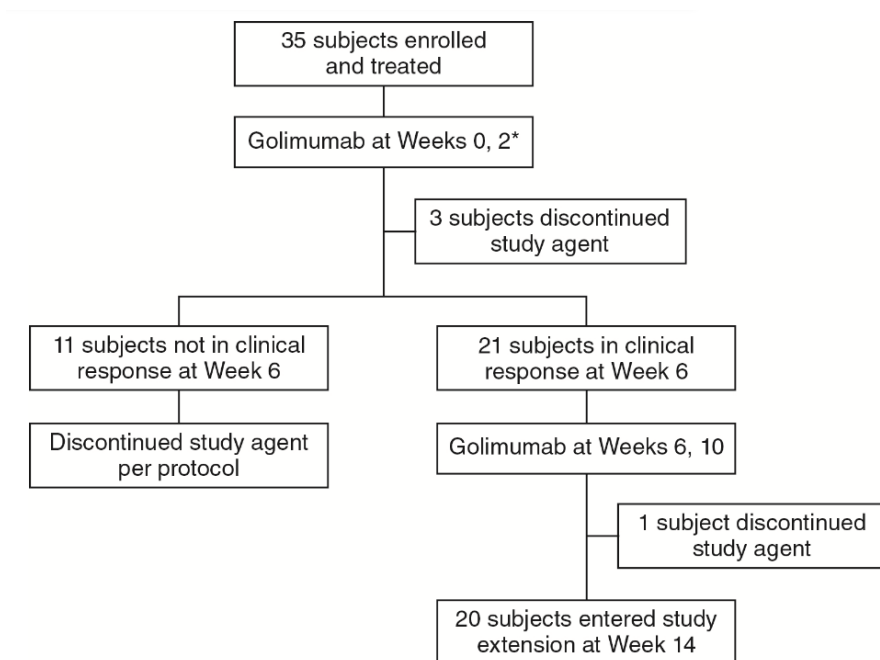 35 subjects enrolled
and treated
Golimumab at Weeks 0, 2*
3 subjects discontinued
study agent
11 subjects not in clinical
response at Week 6
21 subjects in clinical
response at Week 6
Discontinued study agent
per protocol
Golimumab at Weeks 6, 10
1 subject discontinued
study agent
20 subjects entered study
extension at Week 14